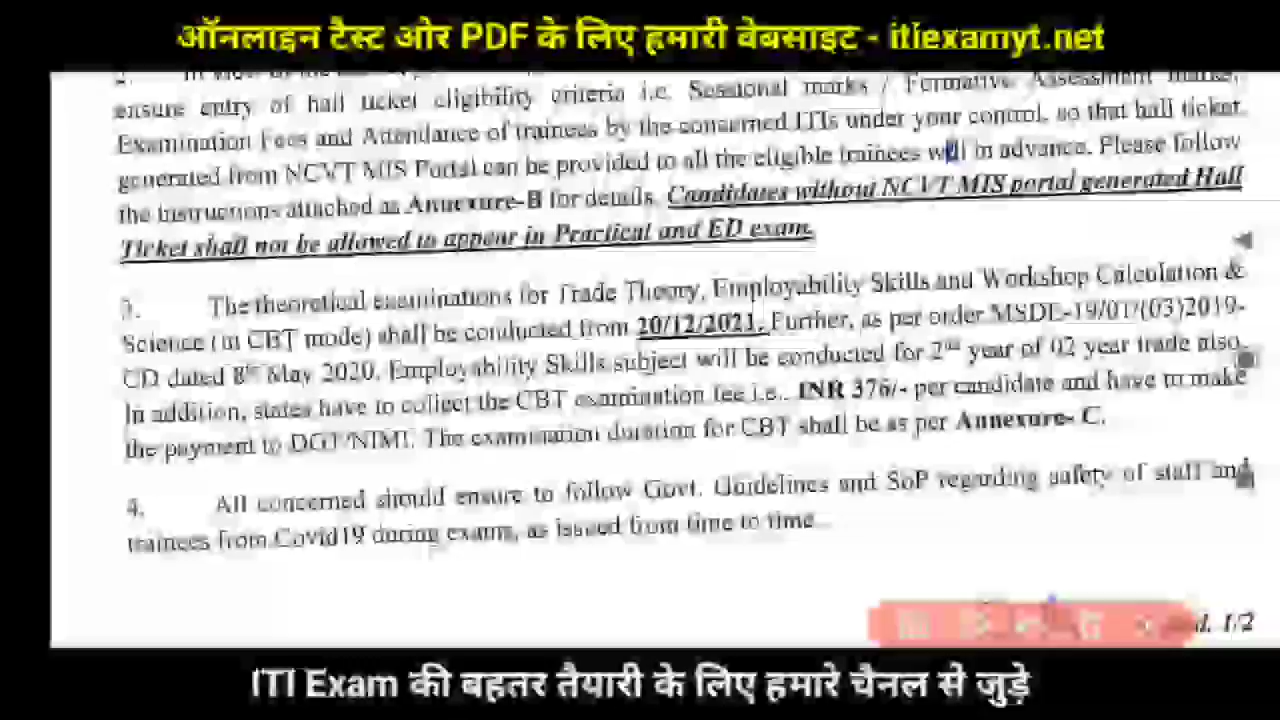 ऑनलाइन टैस्ट ओर PDF के लिए हमारी वेबसाइट - itiexamyt.net
ensure entry of hall ticket eligibility criteria i.e. Sessional marks / Formative Assessment marks,
Examination Fees and Attendance of trainees by the concerned ITIs under your control, so that hall ticket
generated from NCVT MIS Portal can be provided to all the eligible trainees well in advance. Please follow
the instructions attached as Annexure-B for details. Candidates without NCVT MIS portal generated Hall
Ticket shall not be allowed to appear in Practical and ED exam.
3. The theoretical examinations for Trade Theory, Employability Skills and Workshop Calculation &
Science (in CBT mode) shall be conducted from 20/12/2021. Further, as per order MSDE-19/01/(03)2019-
CD dated 8th May 2020, Employability Skills subject will be conducted for 2nd year of 02 year trade also.
In addition, states have to collect the CBT examination fee i.e., INR 376/- per candidate and have to make
the payment to DGT/NIMI. The examination duration for CBT shall be as per Annexure- C.
4. All concerned should ensure to follow Govt. Guidelines and SoP regarding safety of staff and
trainees from Covid19 during exams, as issued from time to time.
1/2
ITI Exam की बहतर तैयारी के लिए हमारे चैनल से जुड़े